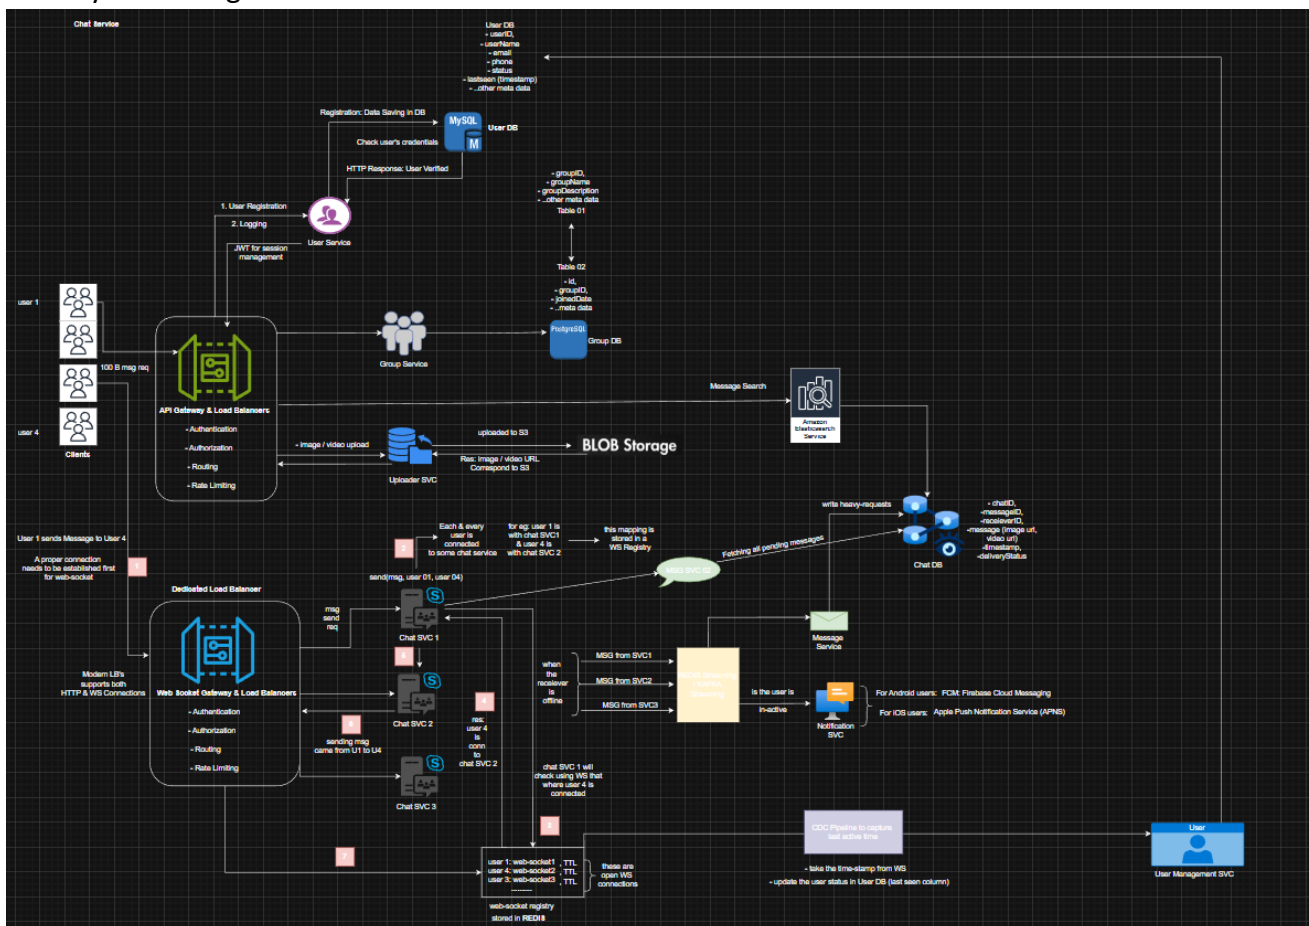 Chat Service
User DB
- userID,
- userName
- email
- phone
- status
- lastseen (timestamp)
- ..other meta data
Registration: Data Saving in DB
MySQL
M
User DB
Check user's credentials
HTTP Response: User Verified
1. User Registration
2. Logging
User Service
JWT for session
management
- groupID,
- groupName
- groupDescription
- ..other meta data
Table 01
Table 02
- id,
- groupID,
- joinedDate
- ..meta data
user 1
PostgreSQL
Group DB
Group Service
100 B msg req
API Gateway & Load Balancers
- Authentication
- Authorization
- Routing
- Rate Limiting
user 4
Clients
Message Search
Amazon
Elasticsearch
Service
- image / video upload
Uploader SVC
uploaded to S3
Res: image / video URL
Correspond to S3
BLOB Storage
write heavy-requests
- chatID,
- messageID,
- receieverID,
-message (image url,
video url)
-timestamp,
-daliveryStatus
Chat DB
User 1 sends Message to User 4
A proper connection
needs to be established first
for web-socket
1
2
Each & every
user is
connected
to some chat service
for eg: user 1 is
with chat SVC1
& user 4 is
with chat SVC 2
this mapping is
stored in a
WS Registry
Fetching all pending messages
MSG SVC 02
send(msg, user 01, user 04)
Dedicated Load Balancer
msg
send
req
Chat SVC 1
Message
Service
Modern LB's
supports both
HTTP & WS Connections
Web Socket Gateway & Load Balancers
- Authentication
- Authorization
- Routing
- Rate Limiting
5
Chat SVC 2
6
sending msg
came from U1 to U4
Chat SVC 3
4
res:
user 4
is
conn
to
chat SVC 2
when
the
receiever
is
offline
MSG from SVC1
MSG from SVC2
MSG from SVC3
is the user is
in-active
Notification
SVC
For Android users: FCM: Firebase Cloud Messaging
For iOS users: Apple Push Notification Service (APNS)
chat SVC 1 will
check using WS that
where user 4 is
connected
3
7
user 1: web-socket1 , TTL
user 4: web-socket2 , TTL
user 3: web-socket3 , TTL
..........
these are
open WS
connections
web-socket registry
stored in REDIS
CDC Pipeline to capture
last active time
- take the time-stamp from WS
- update the user status in User DB (last seen column)
User
User Management SVC